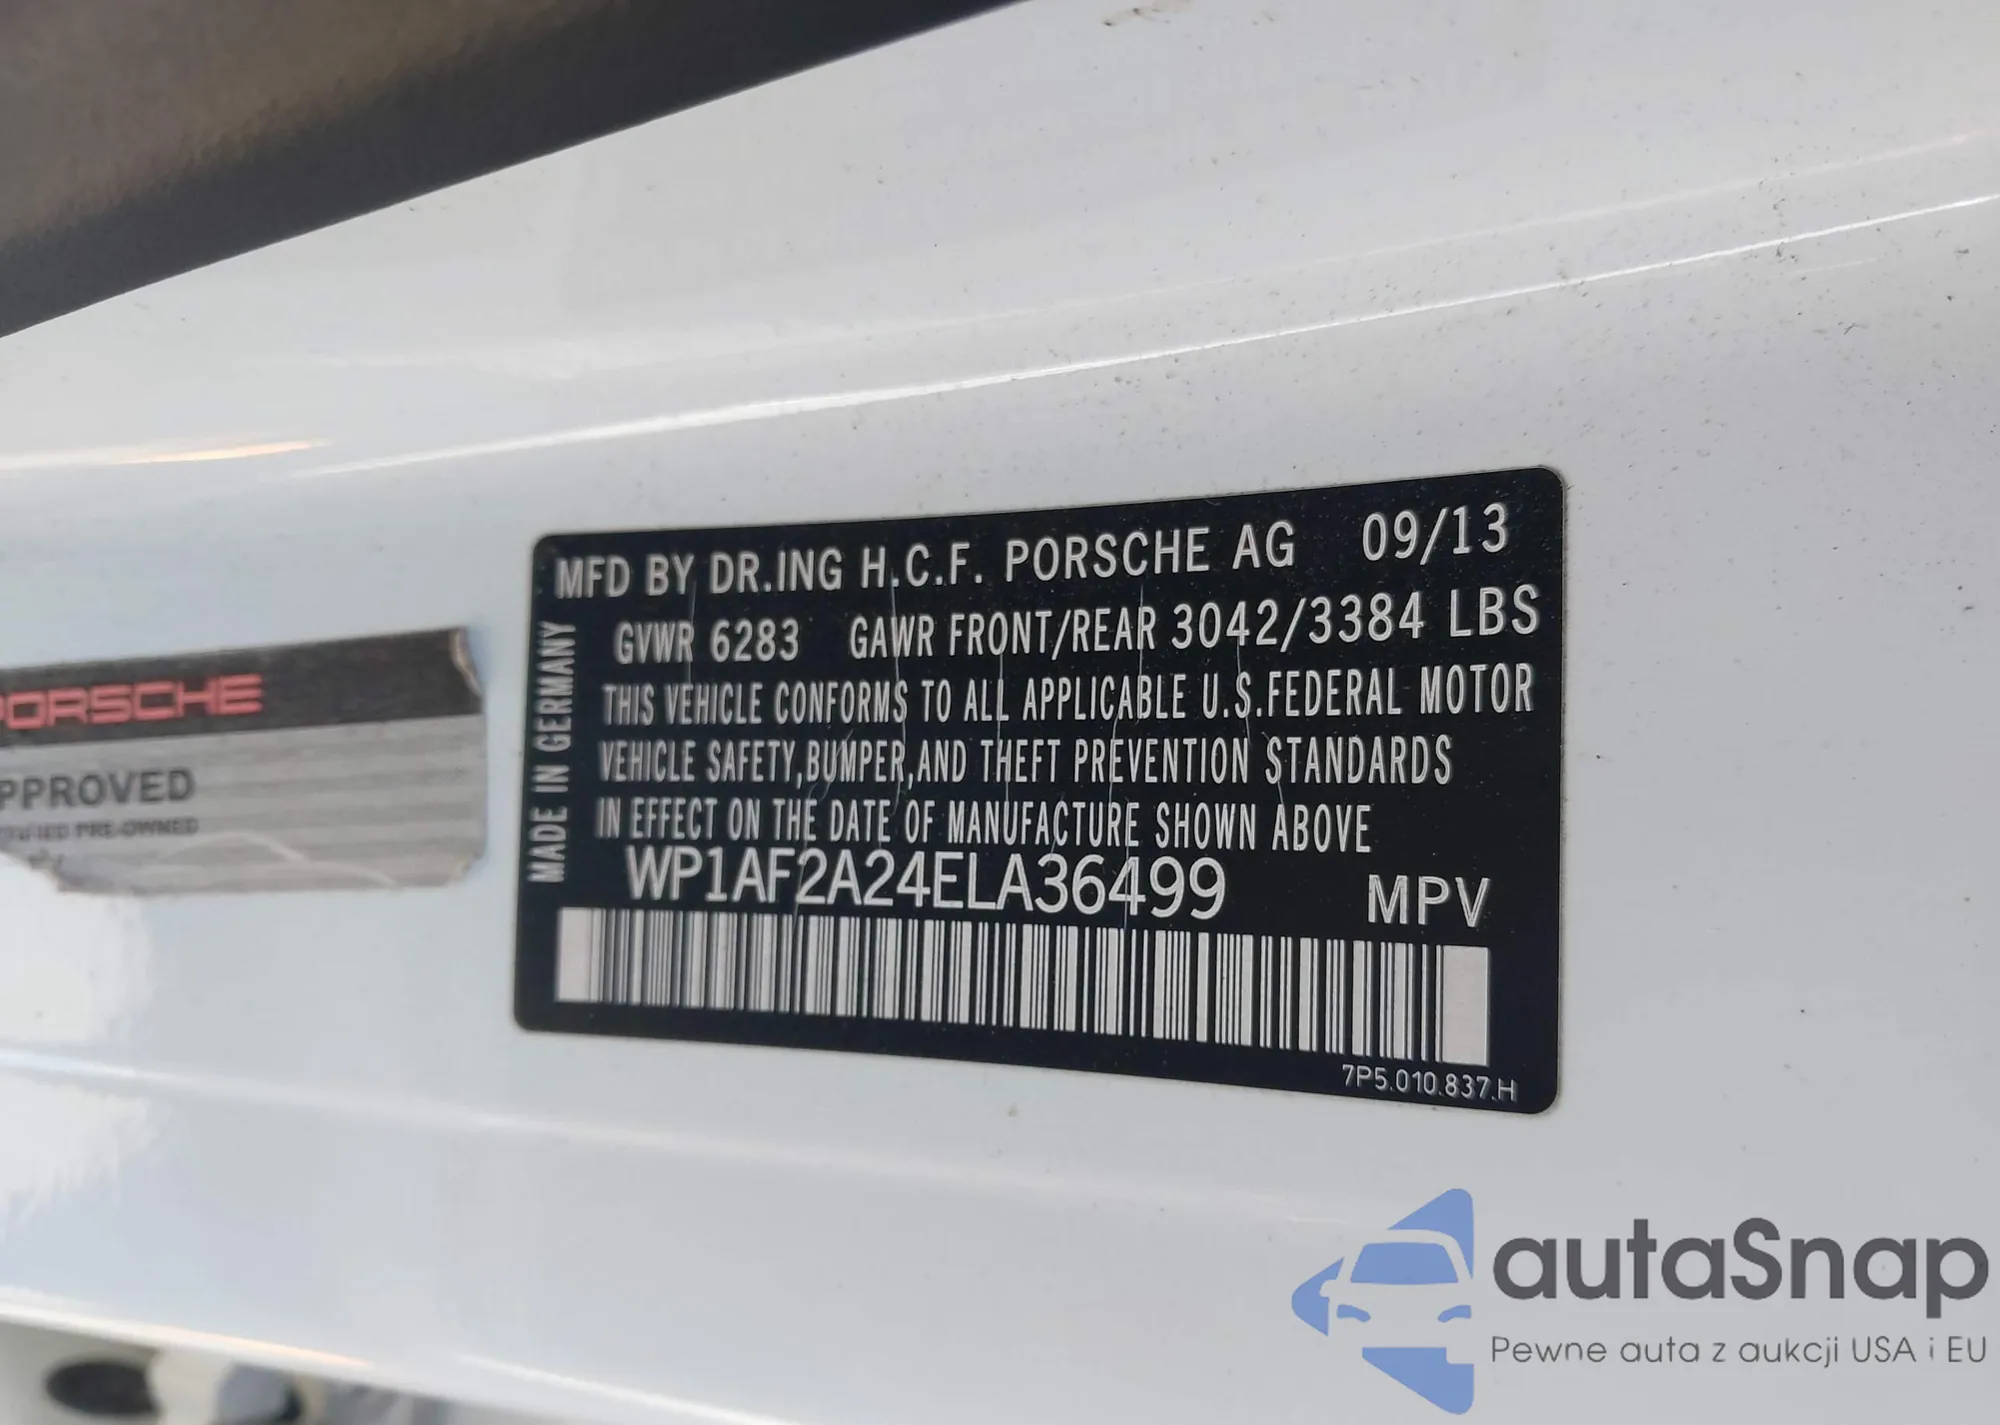 MFD BY DR.ING H.C.F. PORSCHE AG 09/13
GVWR 6283 GAWR FRONT/REAR 3042/3384 LBS
THIS VEHICLE CONFORMS TO ALL APPLICABLE U.S.FEDERAL MOTOR
VEHICLE SAFETY,BUMPER,AND THEFT PREVENTION STANDARDS
IN EFFECT ON THE DATE OF MANUFACTURE SHOWN ABOVE
WP1AF2A24ELA36499 MPV
MADE IN GERMANY
7P5.010.837.H
PORSCHE
APPROVED
PRE-OWNED
autaSnap
Pewne auta z aukcji USA i EU